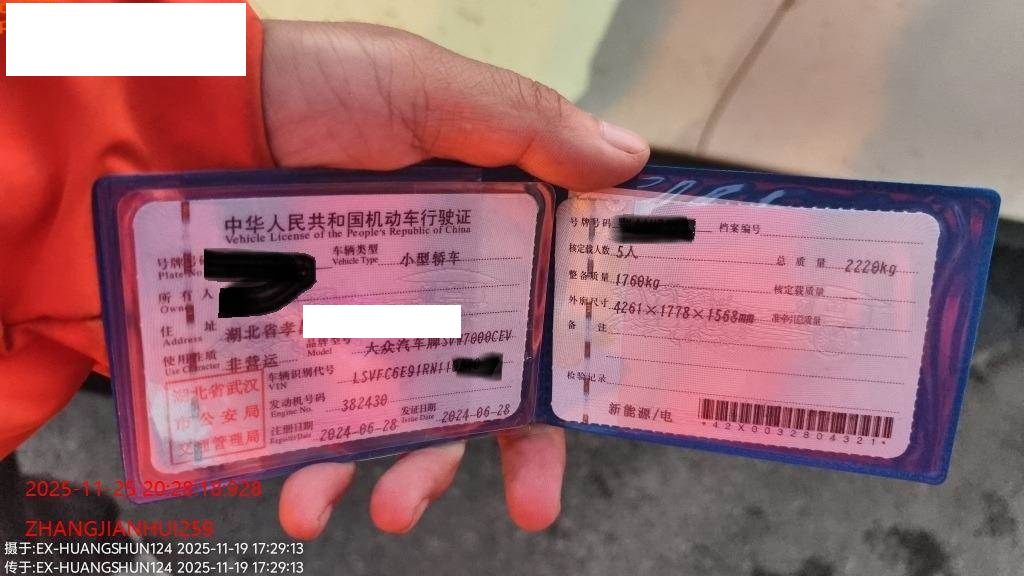 中华人民共和国机动车行驶证
Vehicle License of the People's Republic of China
号牌号码
Plate No.
车辆类型
Vehicle Type
小型轿车
所有人
Owner
住址
Address
湖北省孝
使用性质
Use Character
非营运
品牌型号
Model
大众汽车牌SVW7000CEV
车辆识别代号
VIN
LSVFC6E91RN11
发动机号码
Engine No.
382430
注册日期
Register Date
2024-06-28
发证日期
Issue Date
2024-06-28
湖北省武汉
市公安局
交通管理局
号牌号码
档案编号
核定载人数
5人
总质量
2220kg
整备质量
1760kg
核定载质量
外廓尺寸
4261×1778×1568mm
准牵引总质量
备注
检验记录
新能源/电
*42X0032804321*
2025-11-25 20:28
ZHANGJIANHUI259
摄于:EX-HUANGSHUN124 2025-11-19 17:29:13
传于:EX-HUANGSHUN124 2025-11-19 17:29:13